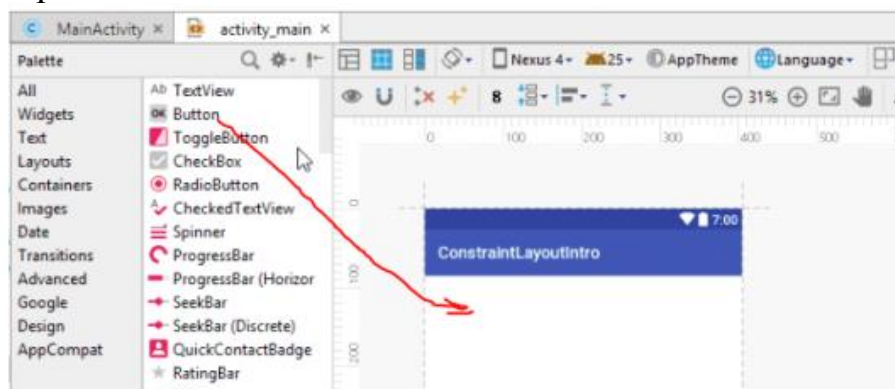 MainActivity
activity_main
Palette
Nexus 4
25
AppTheme
Language
All
Widgets
Text
Layouts
Containers
Images
Date
Transitions
Advanced
Google
Design
AppCompat
Ab TextView
OK Button
ToggleButton
CheckBox
RadioButton
CheckedTextView
Spinner
ProgressBar
ProgressBar (Horizor
SeekBar
SeekBar (Discrete)
QuickContactBadge
RatingBar
8
31%
0 100 200 300 400 500
0
100
200
7:00
ConstraintLayoutIntro